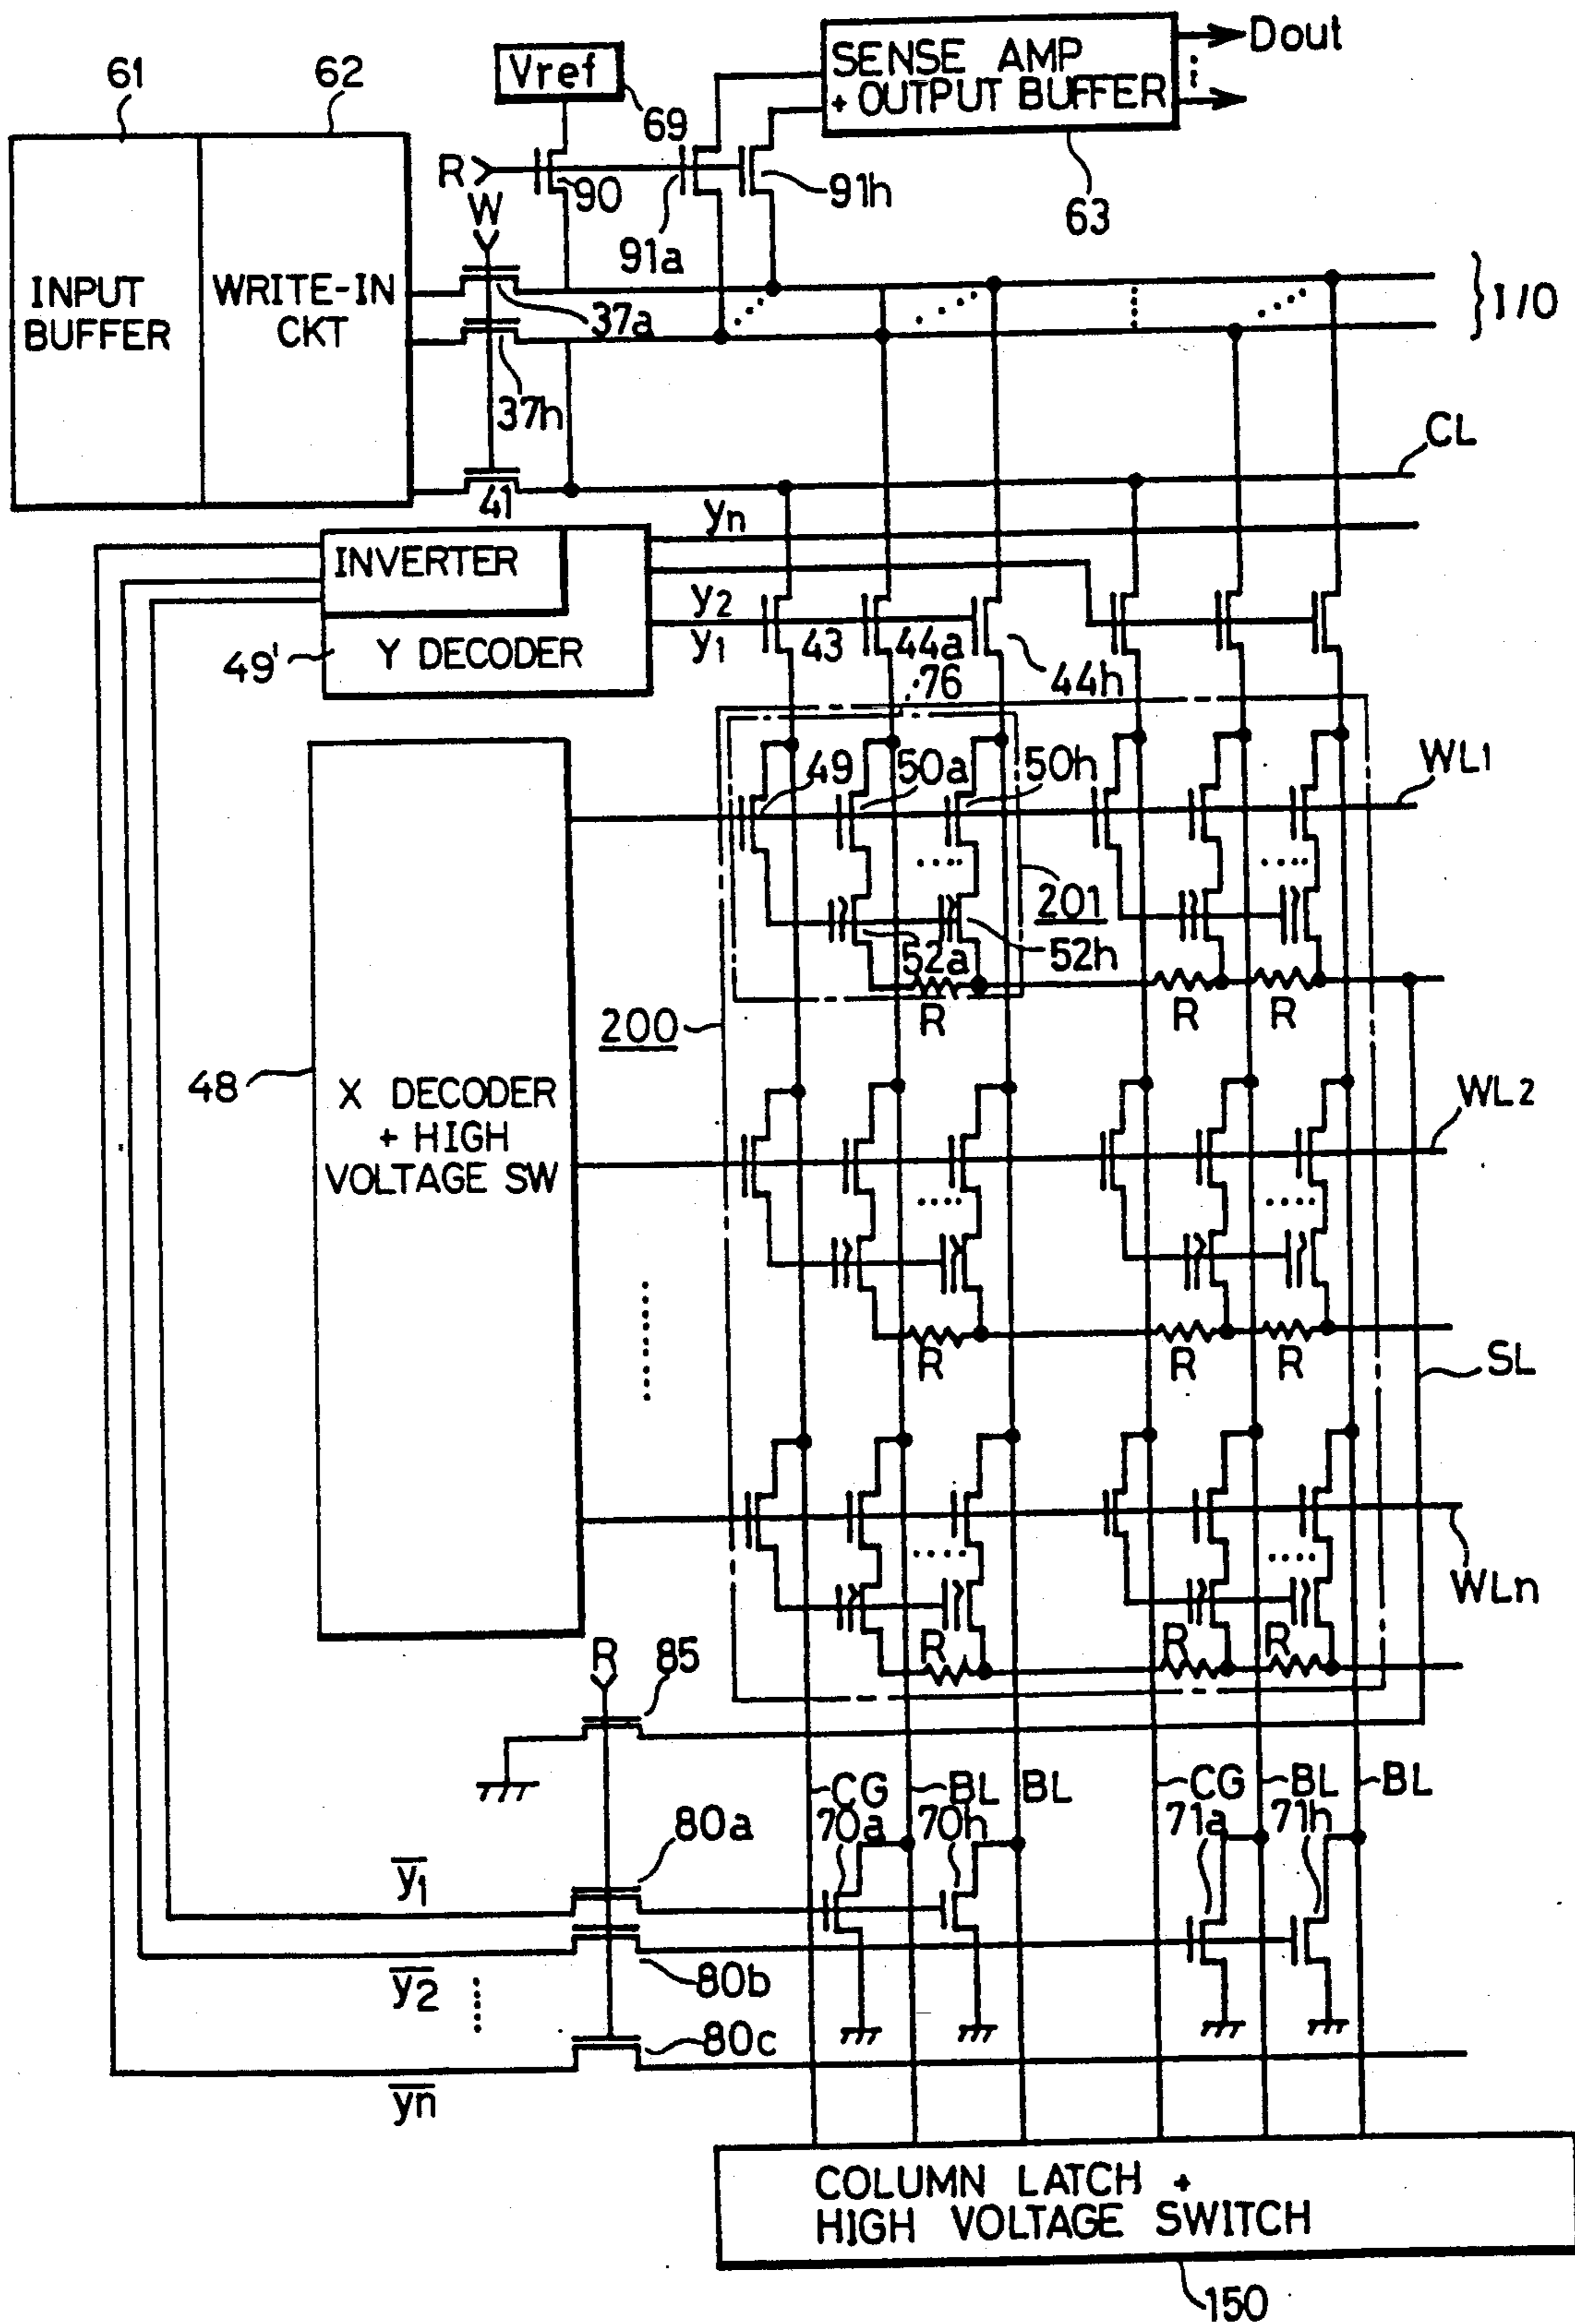 61
62
Vref
69
SENSE AMP
+ OUTPUT BUFFER
Dout
63
R
90
91a
91h
W
INPUT
BUFFER
WRITE-IN
CKT
37a
37h
I/O
CL
41
INVERTER
Y DECODER
49'
yn
y2
y1
43
44a
44h
76
49
50a
50h
WL1
201
52a
52h
R
R
R
200
48
X DECODER
+ HIGH
VOLTAGE SW
WL2
R
R
R
SL
WLn
R
R
R
R
85
CG
BL
BL
CG
BL
BL
70a
70h
71a
71h
80a
y1
80b
y2
80c
yn
COLUMN LATCH +
HIGH VOLTAGE SWITCH
150